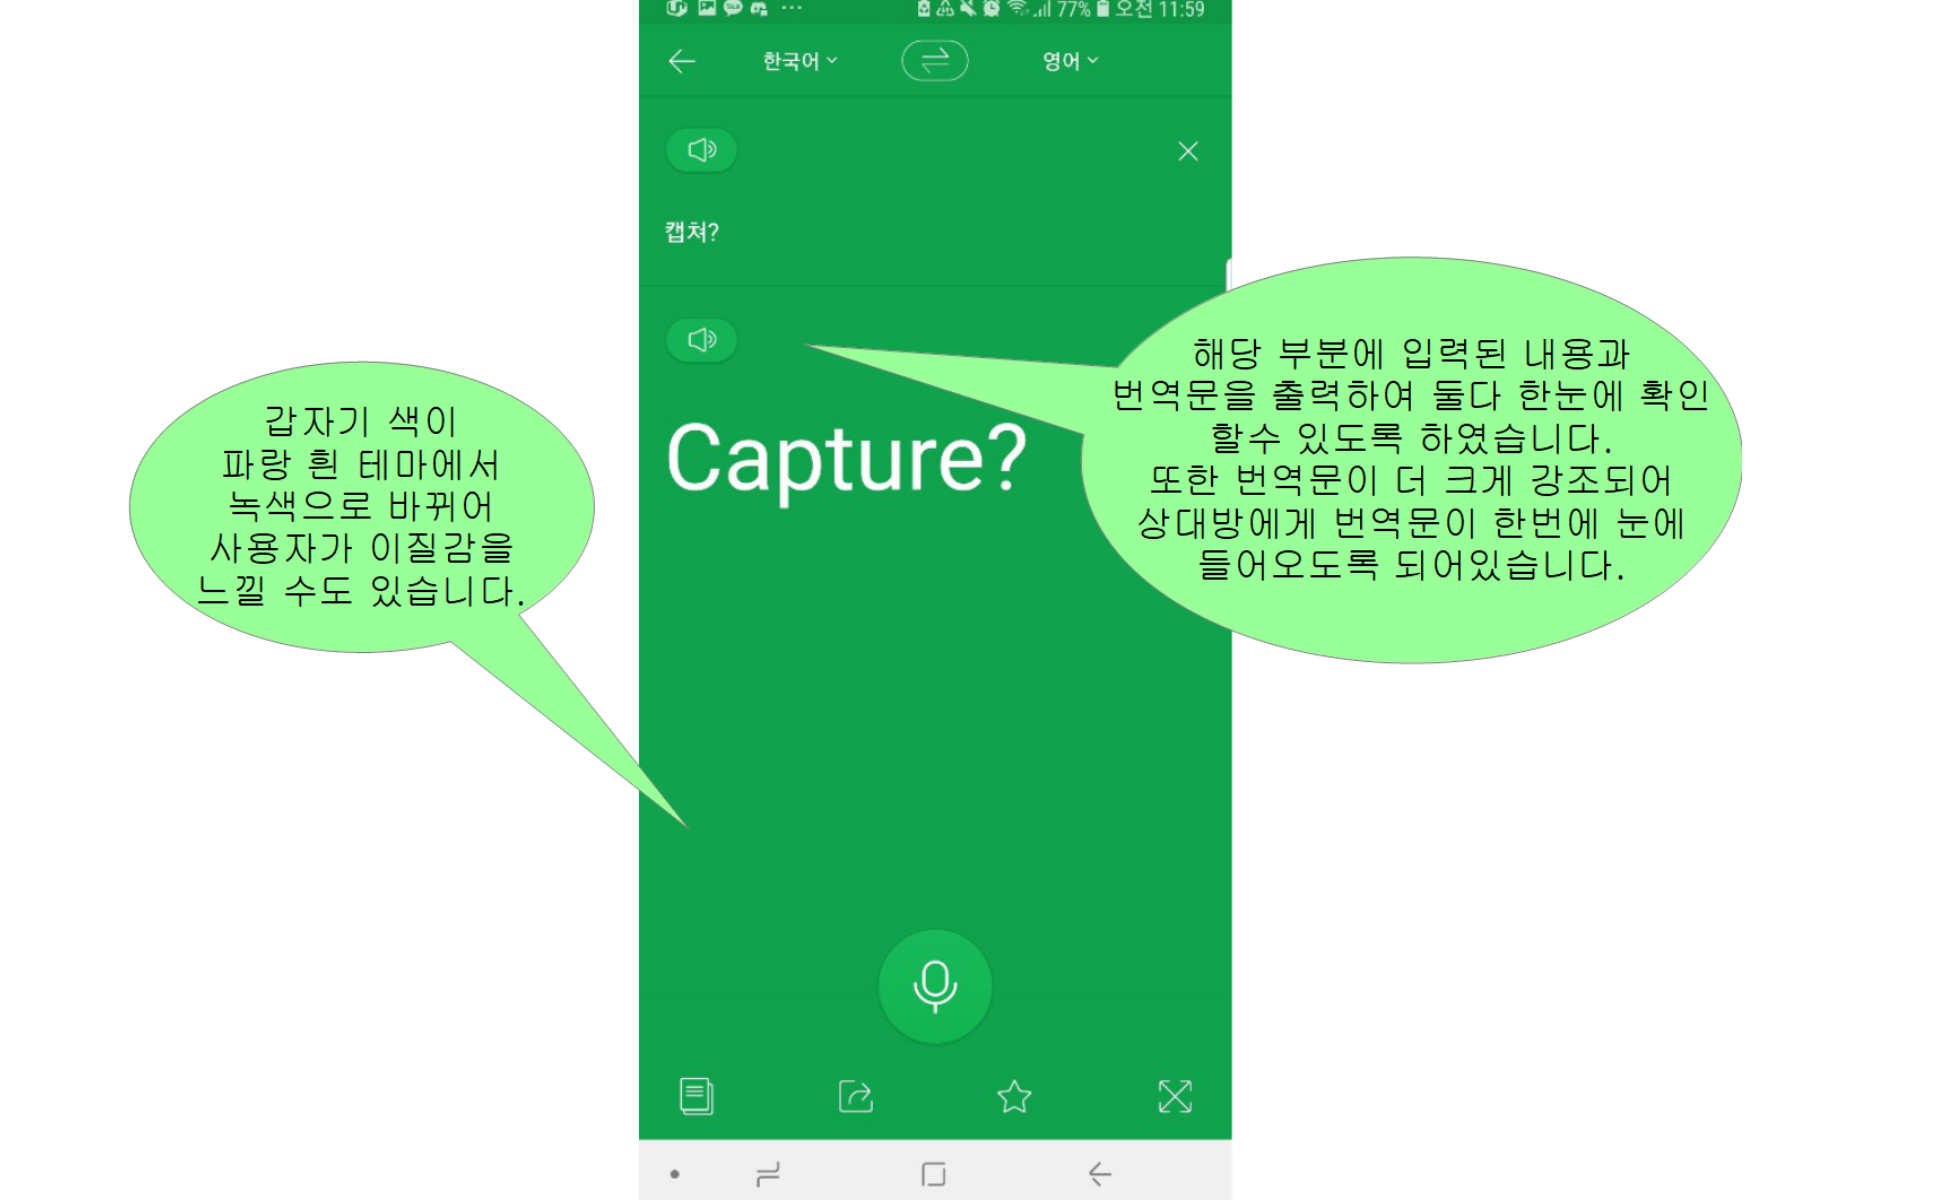 77% 오전 11:59
한국어 영어
캡쳐?
Capture?
갑자기 색이
파랑 흰 테마에서
녹색으로 바뀌어
사용자가 이질감을
느낄 수도 있습니다.
해당 부분에 입력된 내용과
번역문을 출력하여 둘다 한눈에 확인
할수 있도록 하였습니다.
또한 번역문이 더 크게 강조되어
상대방에게 번역문이 한번에 눈에
들어오도록 되어있습니다.